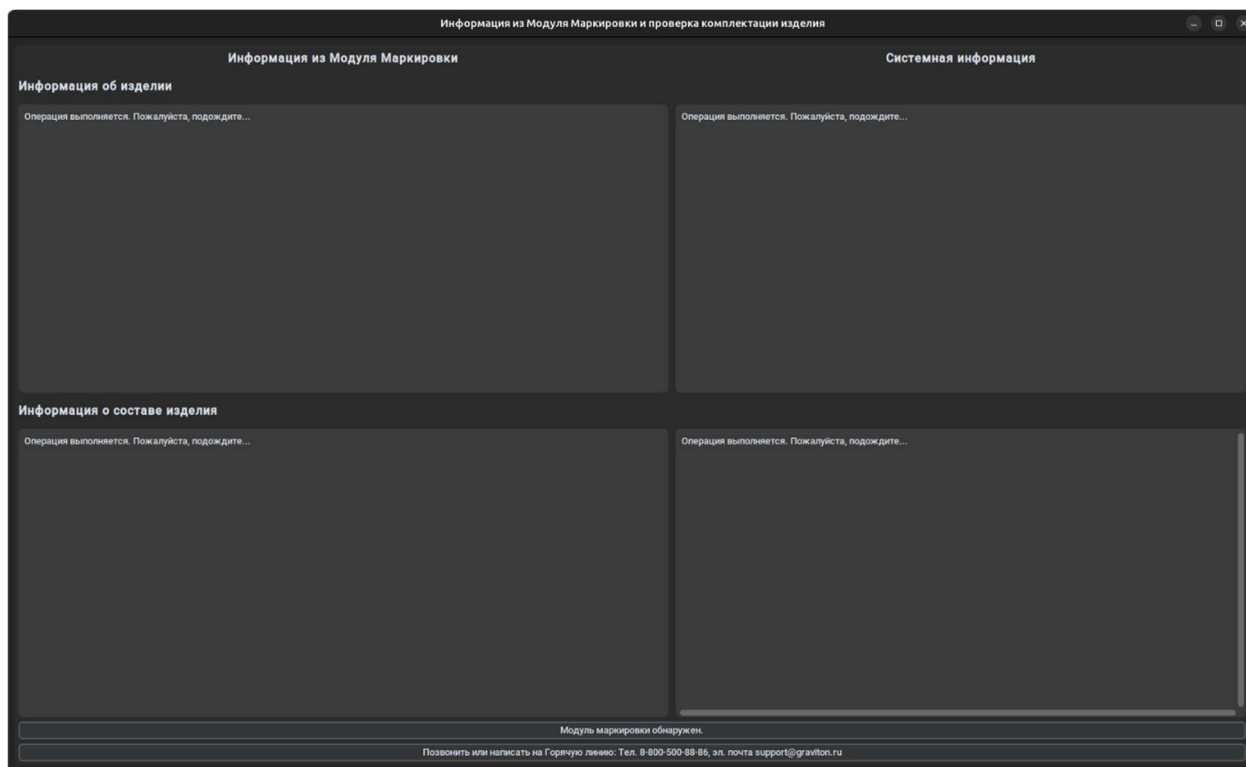 Информация из Модуля Маркировки и проверка комплектации изделия
Информация из Модуля Маркировки
Системная информация
Информация об изделии
Операция выполняется. Пожалуйста, подождите...
Операция выполняется. Пожалуйста, подождите...
Информация о составе изделия
Операция выполняется. Пожалуйста, подождите...
Операция выполняется. Пожалуйста, подождите...
Модуль маркировки обнаружен.
Позвонить или написать на Горячую линию: Тел. 8-800-500-88-86, эл. почта support@graviton.ru